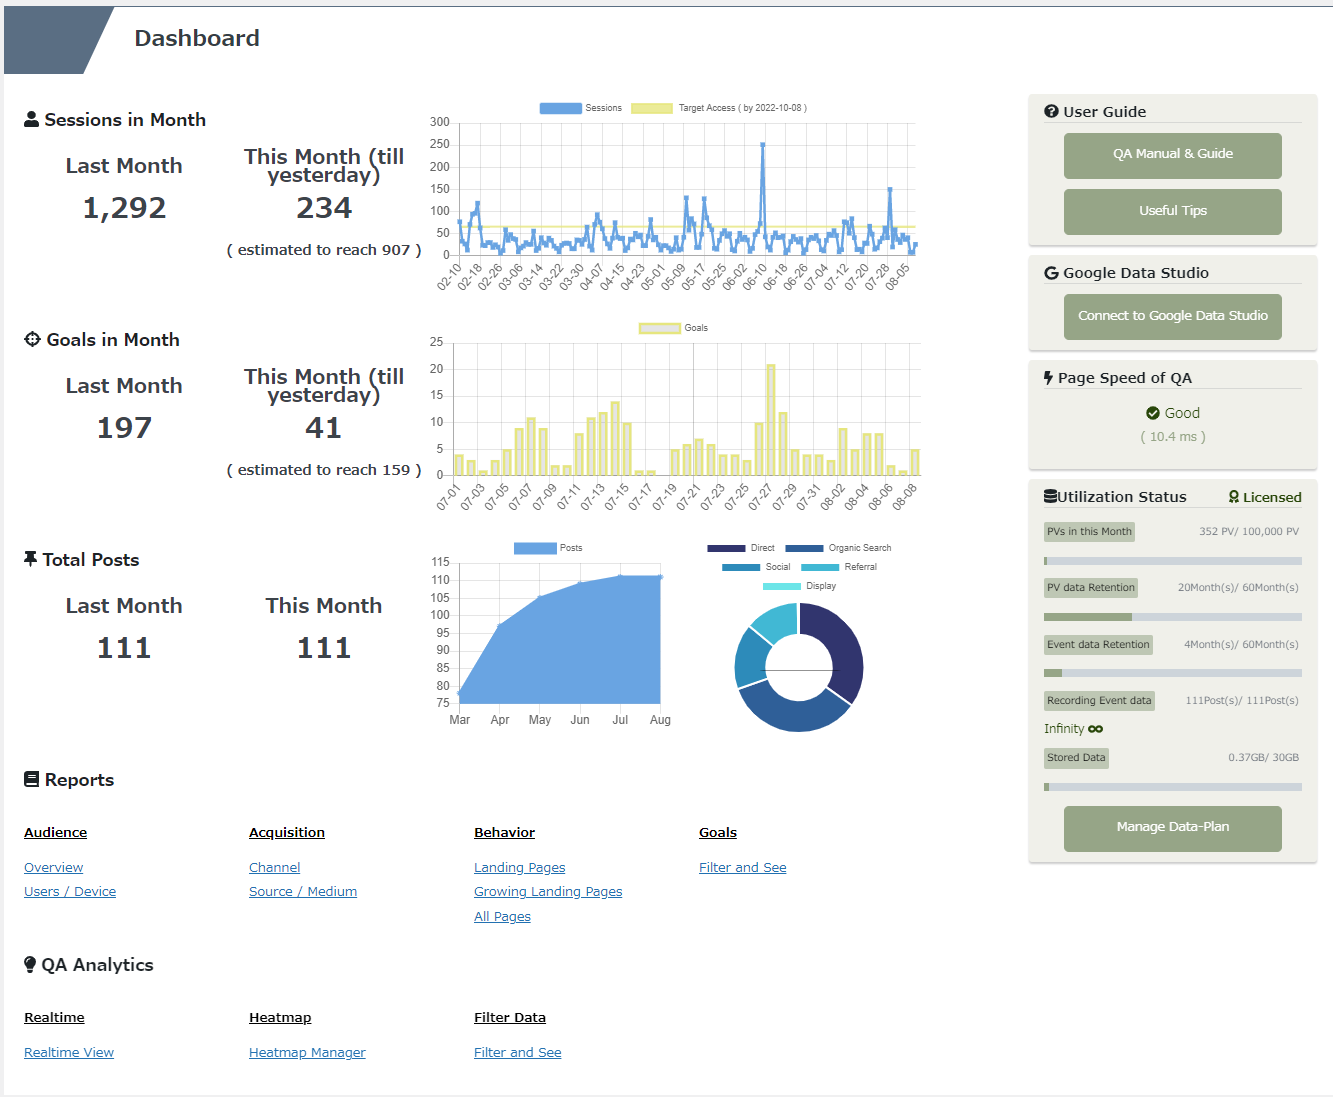 Dashboard
Sessions in Month
Last Month
1,292
This Month (till
yesterday)
234
( estimated to reach 907 )
Sessions
Target Access ( by 2022-10-08 )
300
250
200
150
100
50
0
02-10
02-18
02-26
03-06
03-14
03-22
03-30
04-07
04-15
04-23
05-01
05-09
05-17
05-25
06-02
06-10
06-18
06-26
07-04
07-12
07-20
07-28
08-05
Goals in Month
Last Month
197
This Month (till
yesterday)
41
( estimated to reach 159 )
Goals
25
20
15
10
5
0
07-01
07-03
07-05
07-07
07-09
07-11
07-13
07-15
07-17
07-19
07-21
07-23
07-25
07-27
07-29
07-31
08-02
08-04
08-06
08-08
Total Posts
Last Month
111
This Month
111
Posts
115
110
105
100
95
90
85
80
75
Mar
Apr
May
Jun
Jul
Aug
Direct
Organic Search
Social
Referral
Display
Reports
Audience
Overview
Users / Device
Acquisition
Channel
Source / Medium
Behavior
Landing Pages
Growing Landing Pages
All Pages
Goals
Filter and See
QA Analytics
Realtime
Realtime View
Heatmap
Heatmap Manager
Filter Data
Filter and See
User Guide
QA Manual & Guide
Useful Tips
Google Data Studio
Connect to Google Data Studio
Page Speed of QA
Good
( 10.4 ms )
Utilization Status
Licensed
PVs in this Month
352 PV/ 100,000 PV
PV data Retention
20Month(s)/ 60Month(s)
Event data Retention
4Month(s)/ 60Month(s)
Recording Event data
111Post(s)/ 111Post(s)
Infinity
Stored Data
0.37GB/ 30GB
Manage Data-Plan